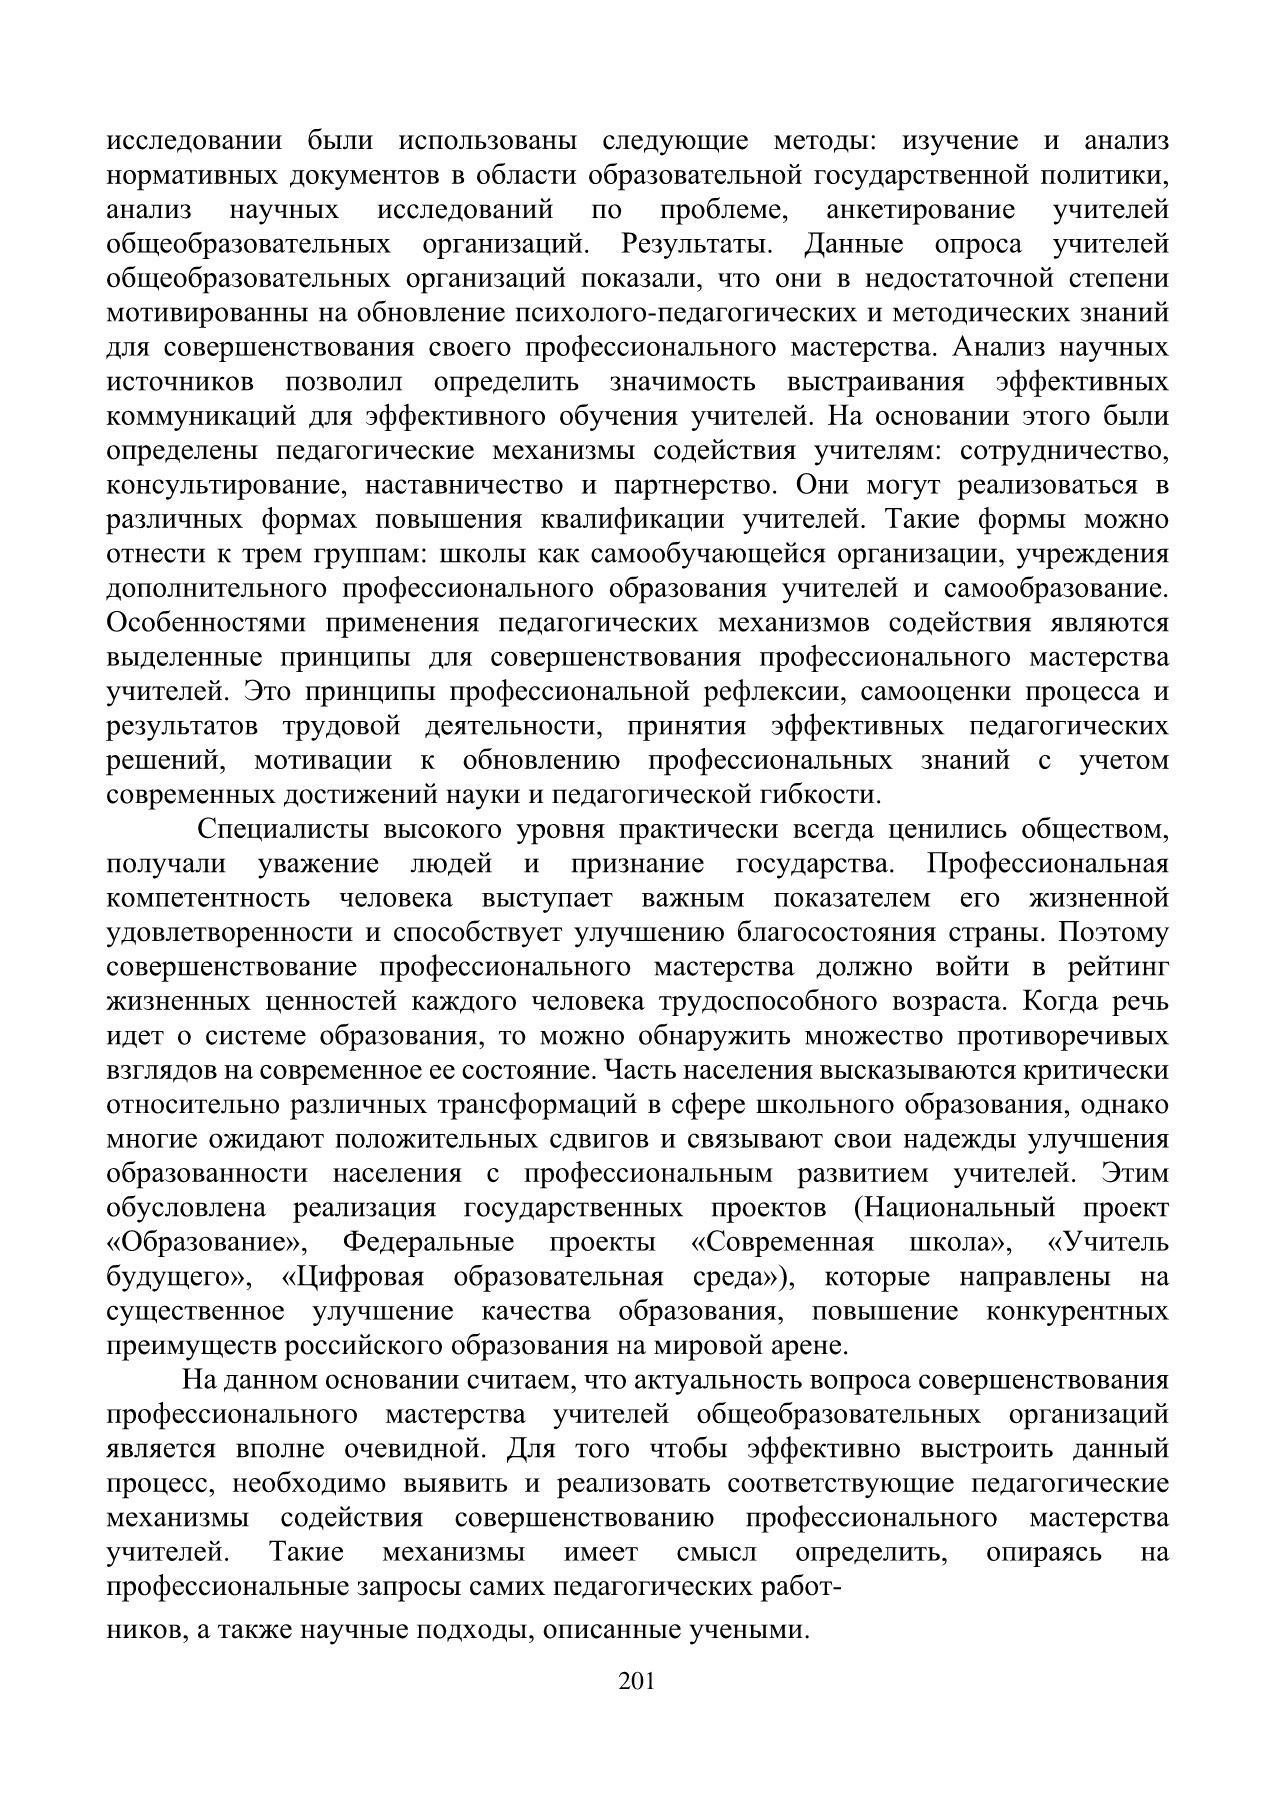 исследовании были использованы следующие методы: изучение и анализ
нормативных документов в области образовательной государственной политики,
анализ научных исследований по проблеме, анкетирование учителей
общеобразовательных организаций. Результаты. Данные опроса учителей
общеобразовательных организаций показали, что они в недостаточной степени
мотивированны на обновление психолого-педагогических и методических знаний
для совершенствования своего профессионального мастерства. Анализ научных
источников позволил определить значимость выстраивания эффективных
коммуникаций для эффективного обучения учителей. На основании этого были
определены педагогические механизмы содействия учителям: сотрудничество,
консультирование, наставничество и партнерство. Они могут реализоваться в
различных формах повышения квалификации учителей. Такие формы можно
отнести к трем группам: школы как самообучающейся организации, учреждения
дополнительного профессионального образования учителей и самообразование.
Особенностями применения педагогических механизмов содействия являются
выделенные принципы для совершенствования профессионального мастерства
учителей. Это принципы профессиональной рефлексии, самооценки процесса и
результатов трудовой деятельности, принятия эффективных педагогических
решений, мотивации к обновлению профессиональных знаний с учетом
современных достижений науки и педагогической гибкости.
Специалисты высокого уровня практически всегда ценились обществом,
получали уважение людей и признание государства. Профессиональная
компетентность человека выступает важным показателем его жизненной
удовлетворенности и способствует улучшению благосостояния страны. Поэтому
совершенствование профессионального мастерства должно войти в рейтинг
жизненных ценностей каждого человека трудоспособного возраста. Когда речь
идет о системе образования, то можно обнаружить множество противоречивых
взглядов на современное ее состояние. Часть населения высказываются критически
относительно различных трансформаций в сфере школьного образования, однако
многие ожидают положительных сдвигов и связывают свои надежды улучшения
образованности населения с профессиональным развитием учителей. Этим
обусловлена реализация государственных проектов (Национальный проект
«Образование», Федеральные проекты «Современная школа», «Учитель
будущего», «Цифровая образовательная среда»), которые направлены на
существенное улучшение качества образования, повышение конкурентных
преимуществ российского образования на мировой арене.
На данном основании считаем, что актуальность вопроса совершенствования
профессионального мастерства учителей общеобразовательных организаций
является вполне очевидной. Для того чтобы эффективно выстроить данный
процесс, необходимо выявить и реализовать соответствующие педагогические
механизмы содействия совершенствованию профессионального мастерства
учителей. Такие механизмы имеет смысл определить, опираясь на
профессиональные запросы самих педагогических работ-
ников, а также научные подходы, описанные учеными.
201